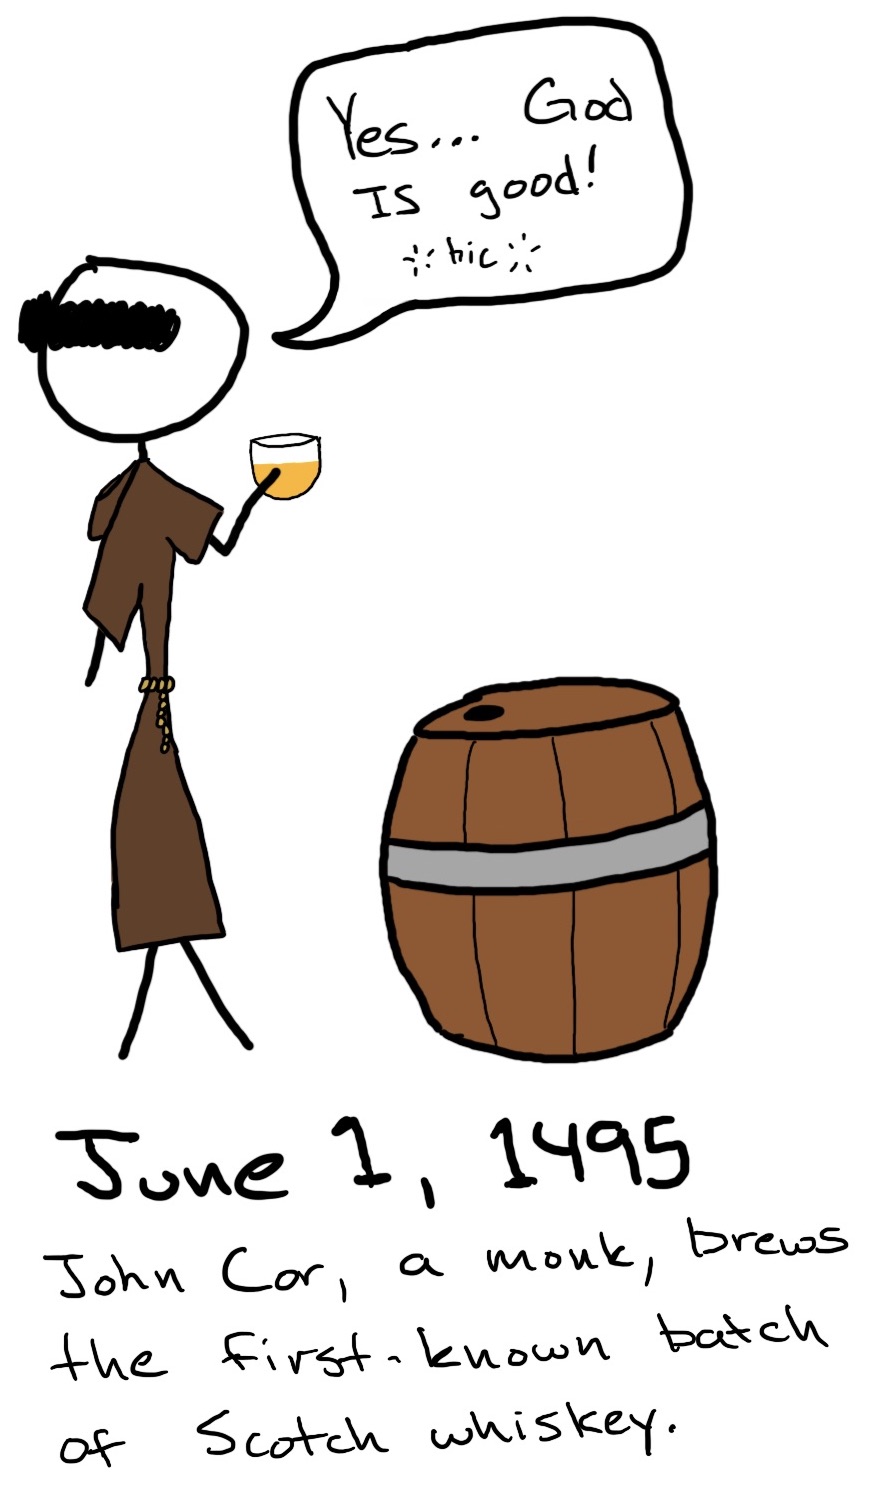 Yes... God
IS good!
hic
June 1, 1495
John Cor, a monk, brews
the first-known batch
of Scotch whiskey.